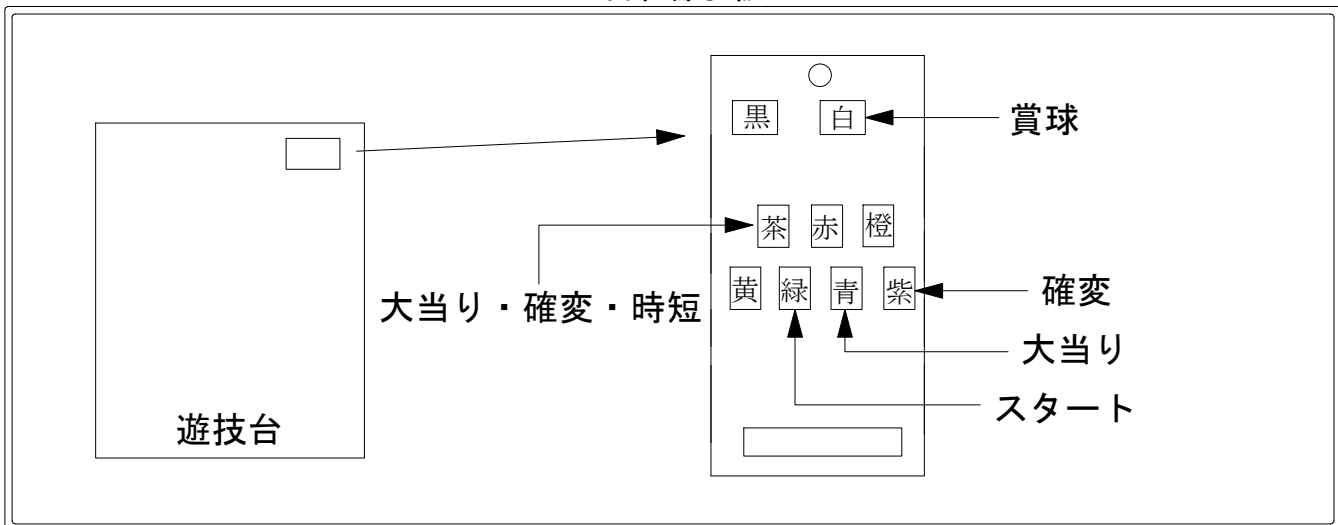 黒 白 賞球
茶 赤 橙
大当り・確変・時短
黄 緑 青 紫 確変
大当り
スタート
遊技台